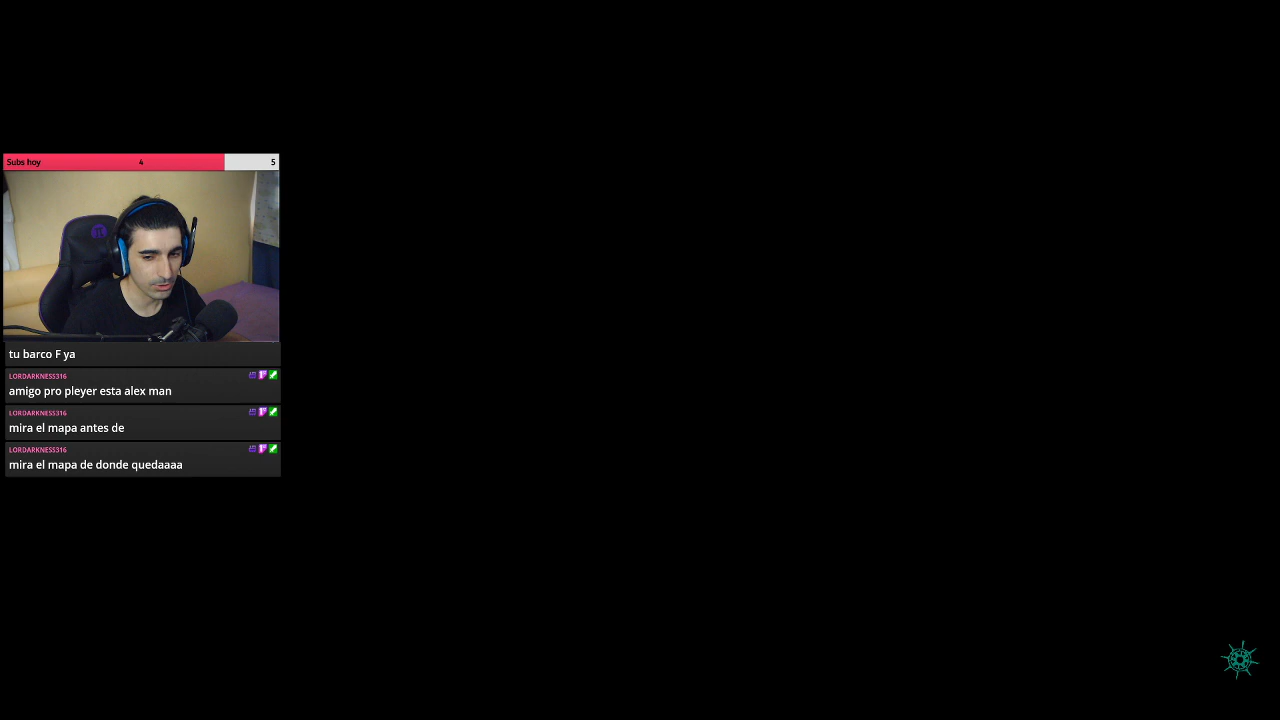 Subs hoy 4 5
tu barco F ya
LORDARKNESS316
amigo pro pleyer esta alex man
LORDARKNESS316
mira el mapa antes de
LORDARKNESS316
mira el mapa de donde quedaaaa